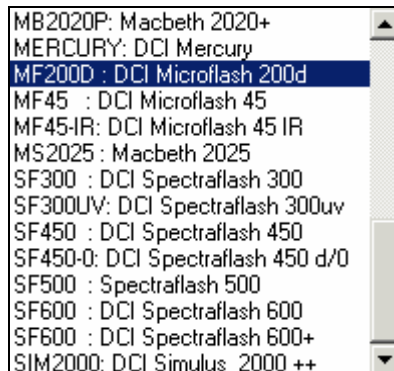 MB2020P: Macbeth 2020+
MERCURY: DCI Mercury
MF200D : DCI Microflash 200d
MF45 : DCI Microflash 45
MF45-IR: DCI Microflash 45 IR
MS2025 : Macbeth 2025
SF300 : DCI Spectraflash 300
SF300UV: DCI Spectraflash 300uv
SF450 : DCI Spectraflash 450
SF450-0: DCI Spectraflash 450 d/0
SF500 : Spectraflash 500
SF600 : DCI Spectraflash 600
SF600 : DCI Spectraflash 600+
SIM2000: DCI Simulus 2000 ++